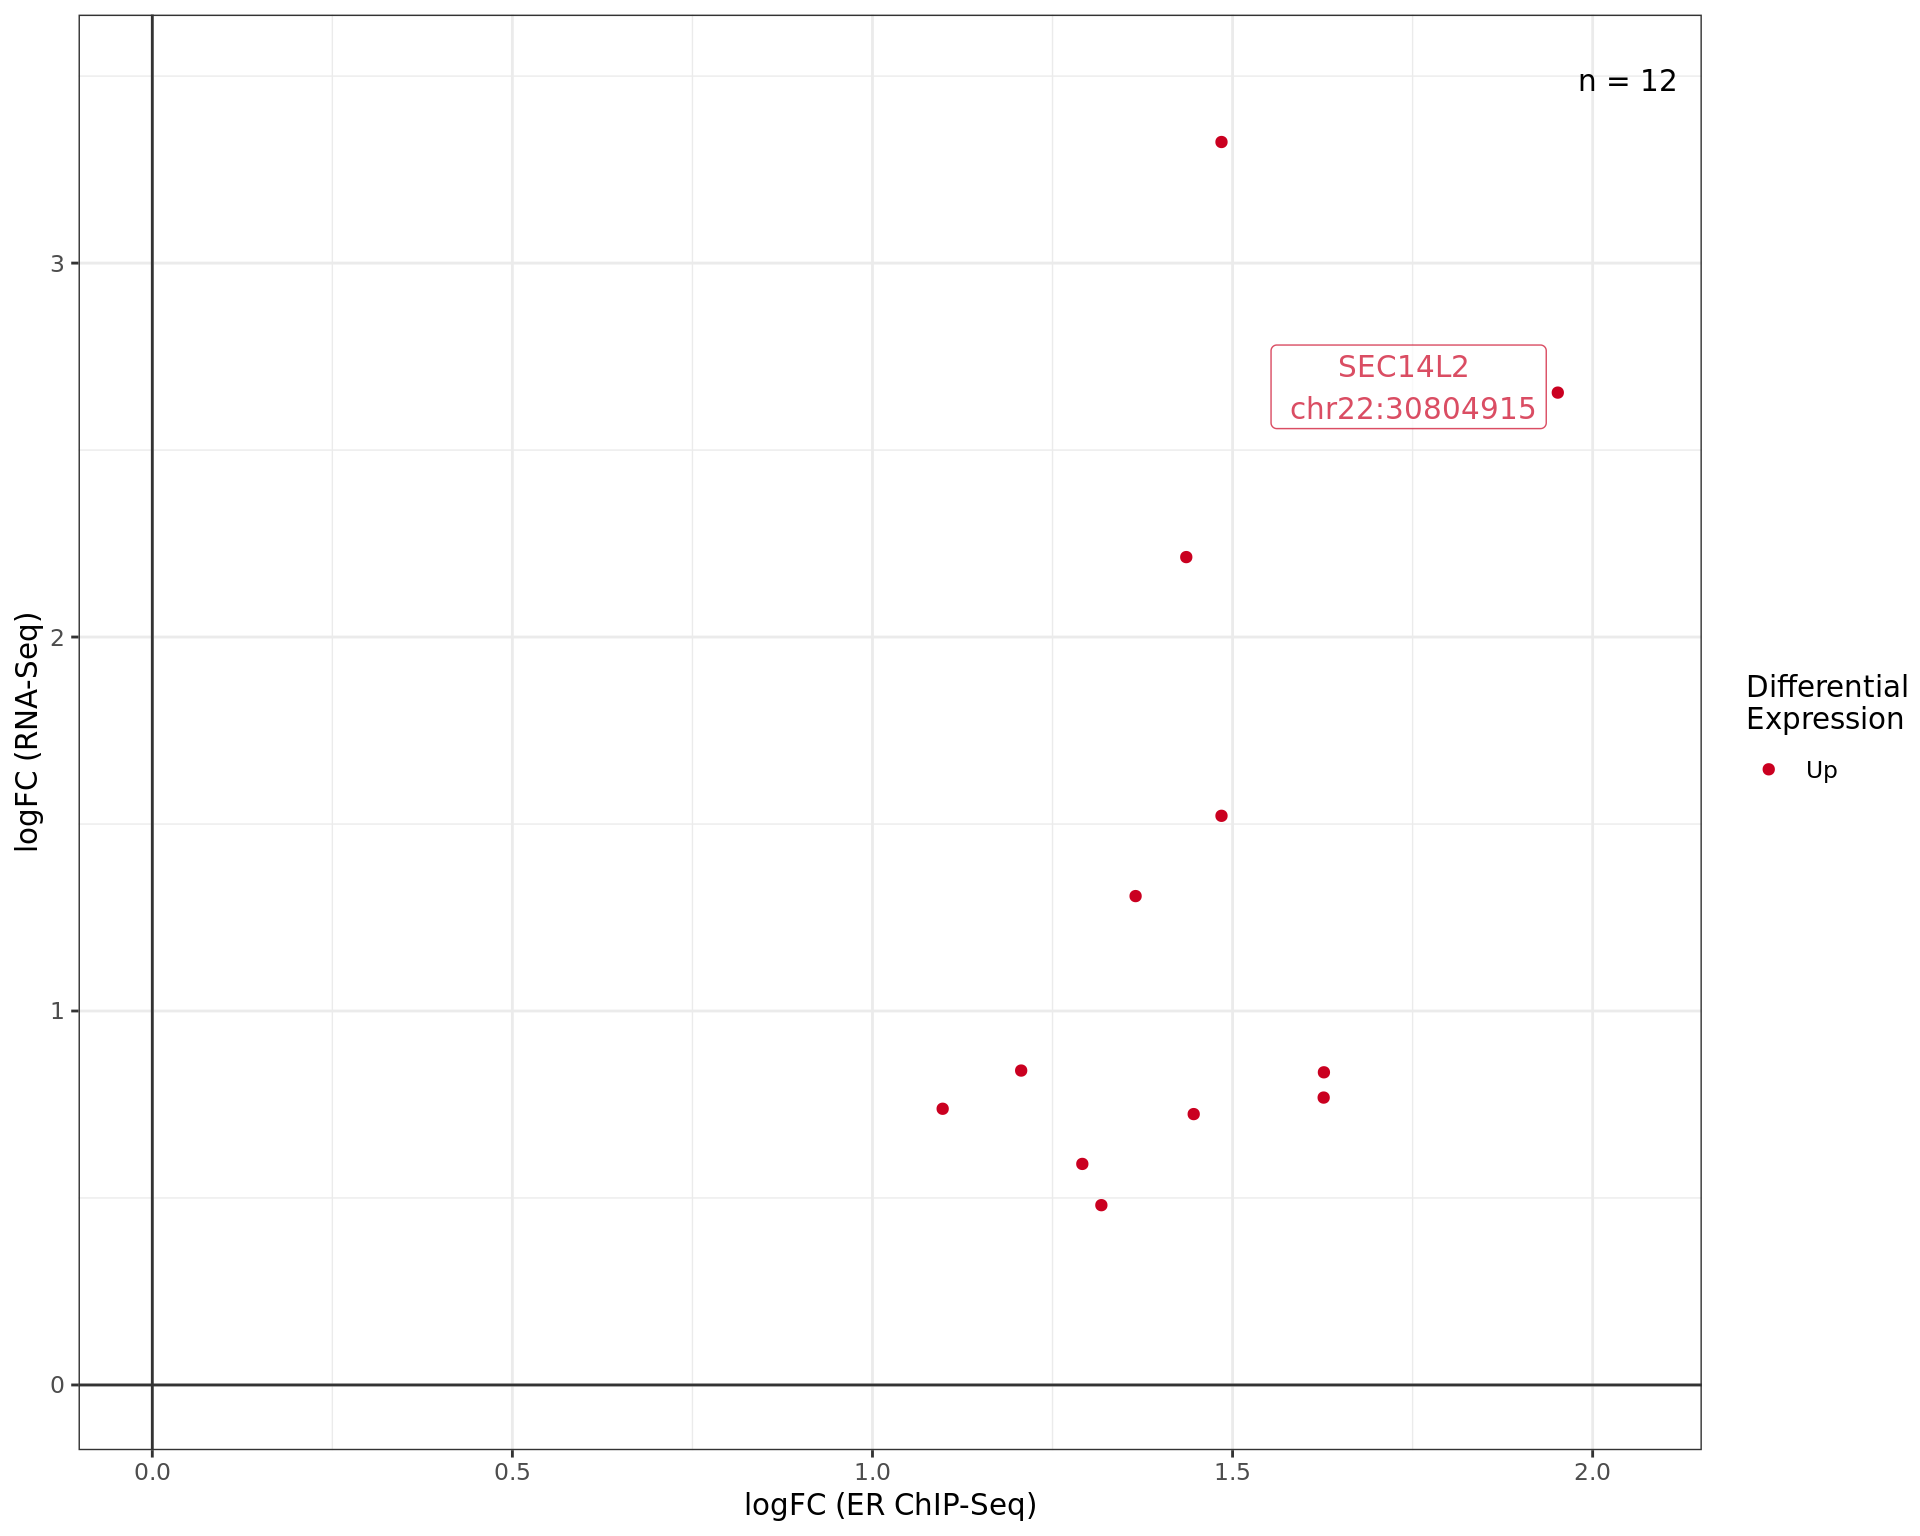 n = 12
3
SEC14L2
chr22:30804915
2
logFC (RNA-Seq)
Differential
Expression
Up
1
0
0.0
0.5
1.0
1.5
2.0
logFC (ER ChIP-Seq)